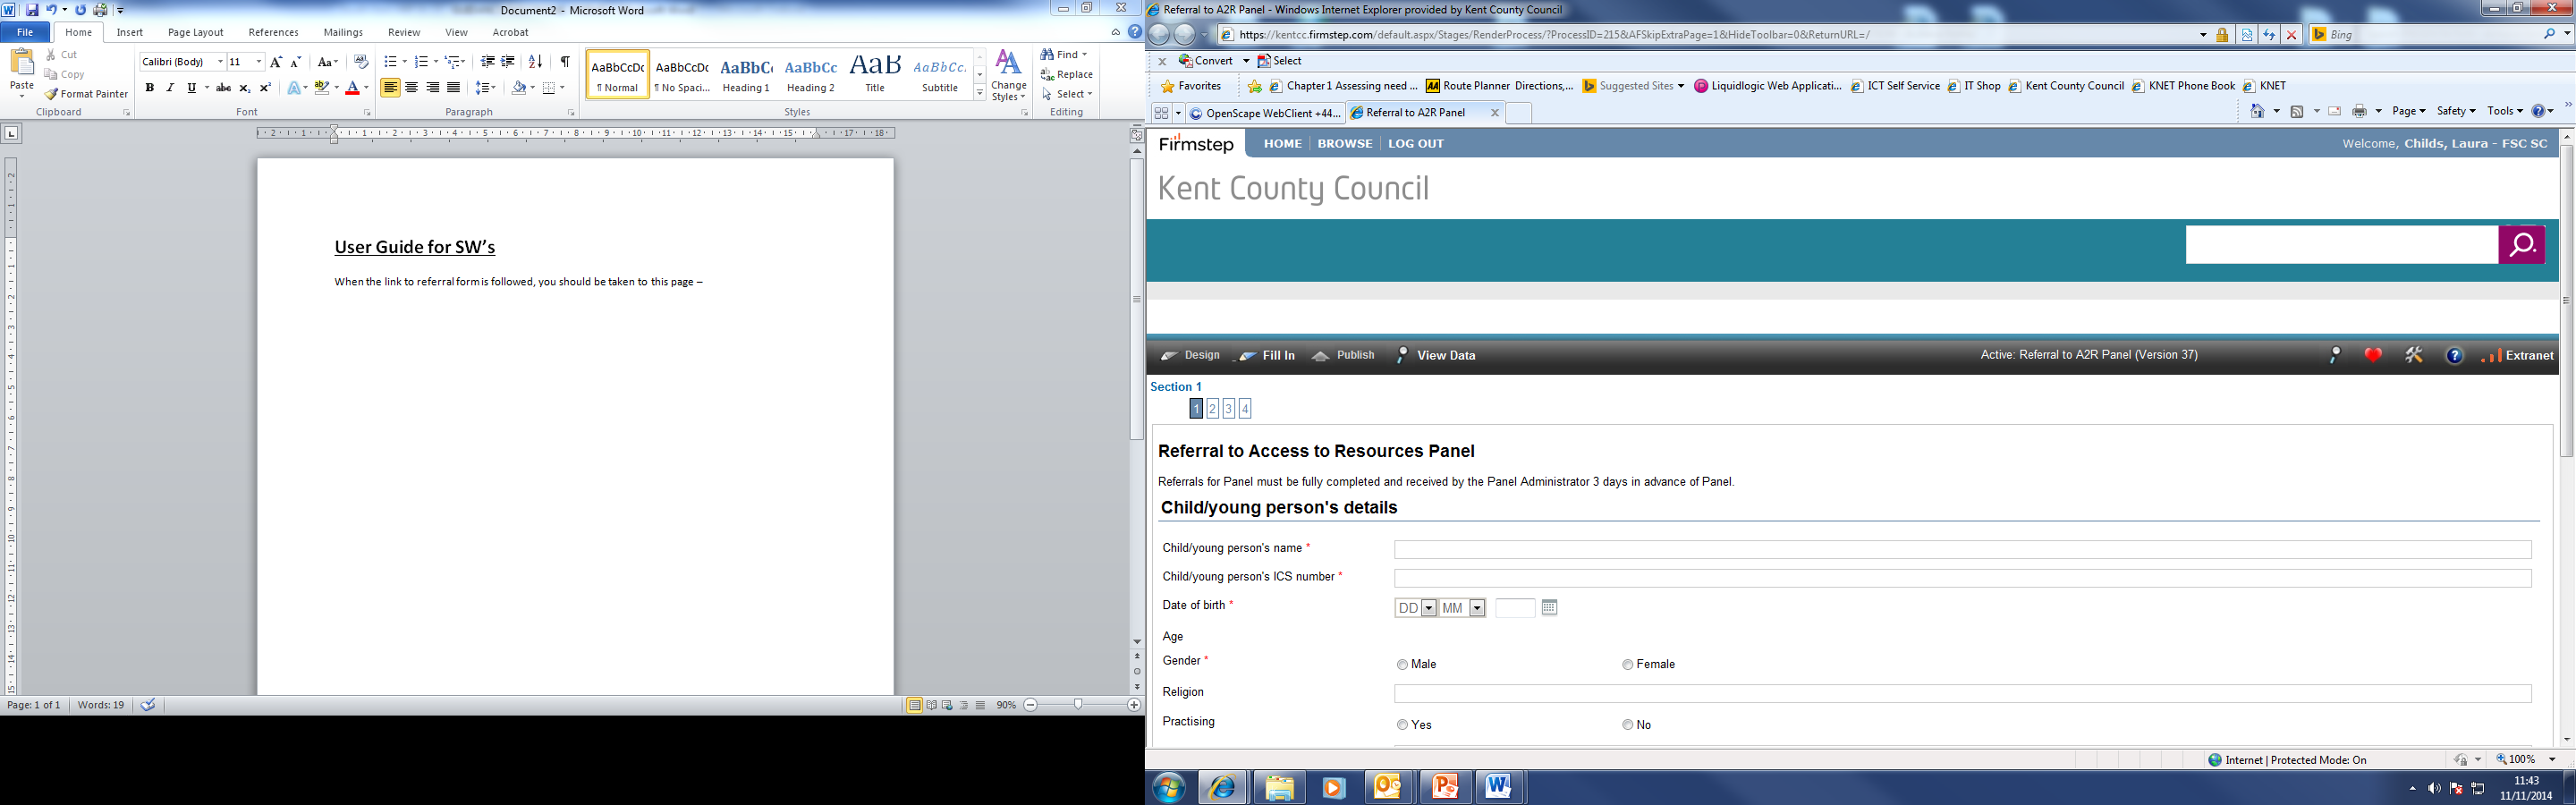 Document2 - Microsoft Word
File Home Insert Page Layout References Mailings Review View Acrobat
Paste
Cut
Copy
Format Painter
Clipboard
Calibri (Body) 11
Font
Paragraph
AaBbCcDc AaBbCcDc AaBbC AaBbCc AaB AaBbCc.
¶ Normal ¶ No Spaci... Heading 1 Heading 2 Title Subtitle
Change Styles
Styles
Find
Replace
Select
Editing
User Guide for SW's
When the link to referral form is followed, you should be taken to this page –
Page: 1 of 1 Words: 19
90%
Referral to A2R Panel - Windows Internet Explorer provided by Kent County Council
https://kentcc.firmstep.com/default.aspx/Stages/RenderProcess/?ProcessID=215&AFSkipExtraPage=1&HideToolbar=0&ReturnURL=/
Bing
x Convert Select
Favorites Chapter 1 Assessing need ... Route Planner Directions,... Suggested Sites Liquidlogic Web Applicati... ICT Self Service IT Shop Kent County Council KNET Phone Book KNET
OpenScape WebClient +44... Referral to A2R Panel
Page Safety Tools
Firmstep HOME BROWSE LOG OUT
Welcome, Childs, Laura - FSC SC
Kent County Council
Design Fill In Publish View Data
Active: Referral to A2R Panel (Version 37)
Extranet
Section 1
1 2 3 4
Referral to Access to Resources Panel
Referrals for Panel must be fully completed and received by the Panel Administrator 3 days in advance of Panel.
Child/young person's details
Child/young person's name *
Child/young person's ICS number *
Date of birth * DD MM
Age
Gender * Male Female
Religion
Practising Yes No
Internet | Protected Mode: On
100%
11:43
11/11/2014